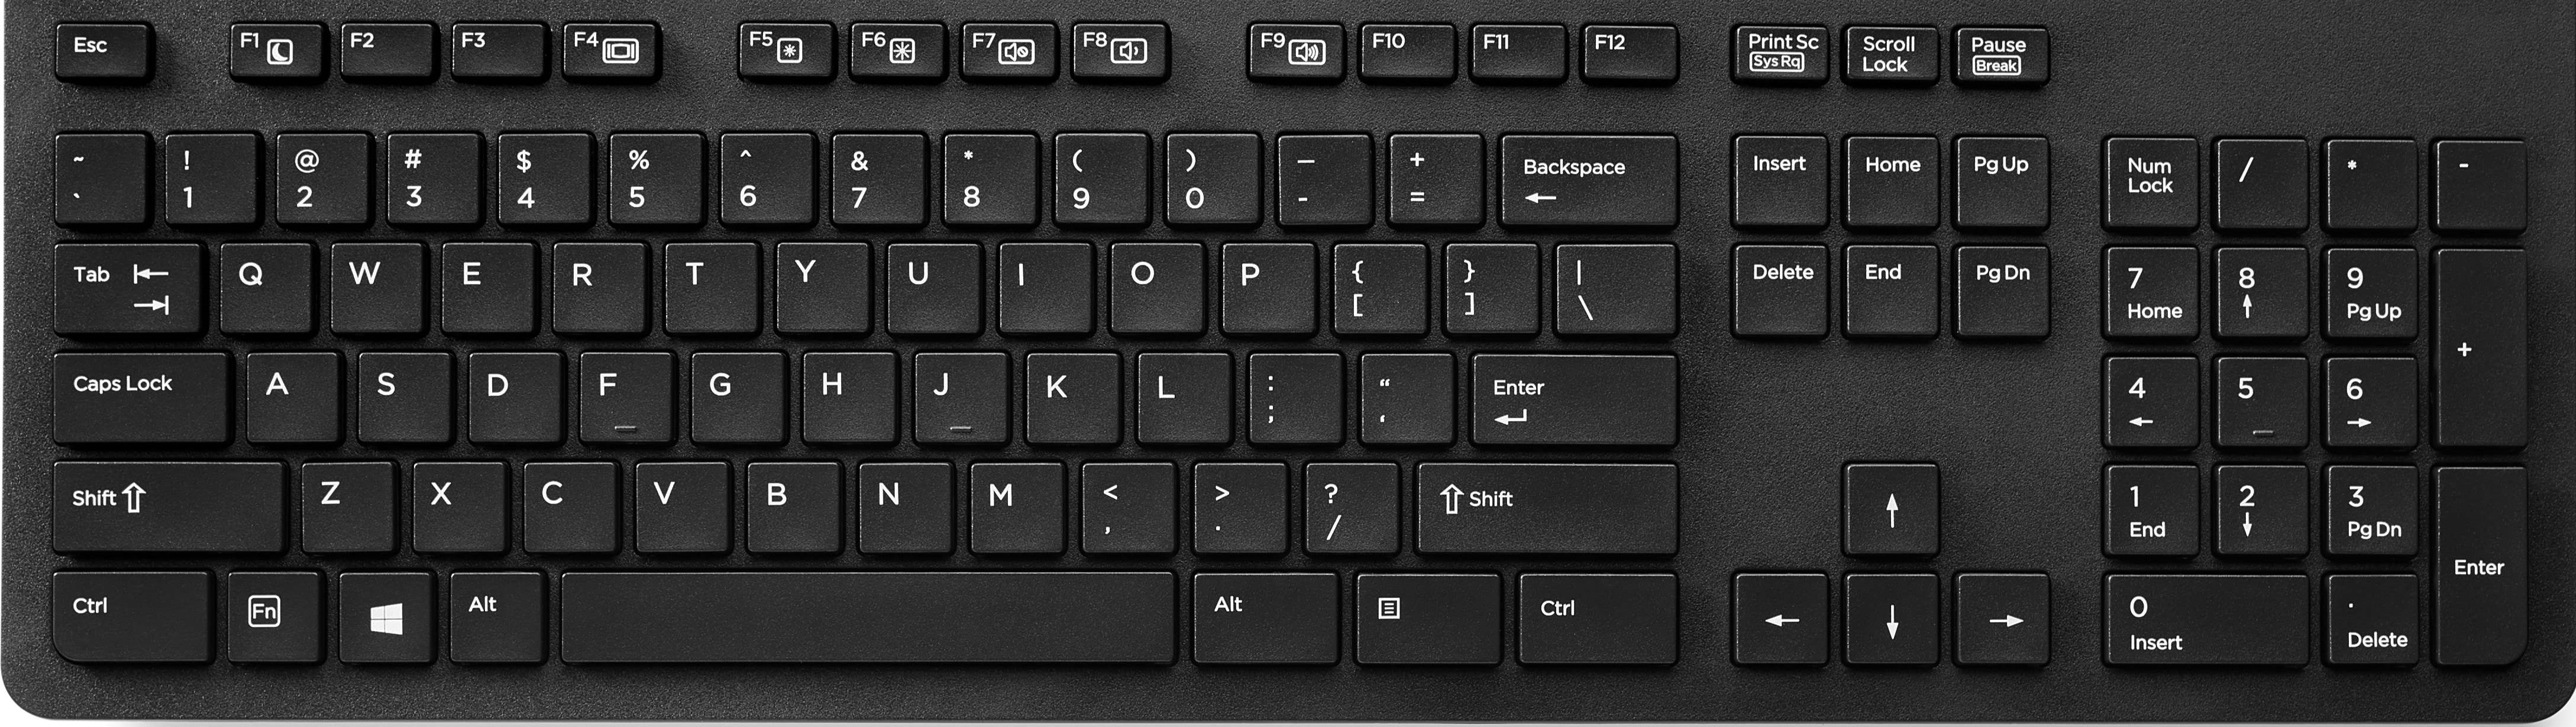 Esc F1 F2 F3 F4 F5 F6 F7 F8 F9 F10 F11 F12 Print Sc Scroll Pause
Sys Rq Lock Break
~ ! @ # $ % ^ & * ( ) — + Backspace Insert Home Pg Up Num / * -
` 1 2 3 4 5 6 7 8 9 0 - = ← Lock
Tab Q W E R T Y U I O P { } | Delete End Pg Dn 7 8 9
[ ] \ Home ↑ Pg Up
Caps Lock A S D F G H J K L : “ Enter 4 5 6 +
; ‘ ↵ ← _ →
Shift ⇧ Z X C V B N M < > ? ⇧ Shift ↑ 1 2 3
, . / End ↓ Pg Dn
Ctrl Fn Alt Alt Ctrl ← ↓ → 0 . Enter
Insert Delete